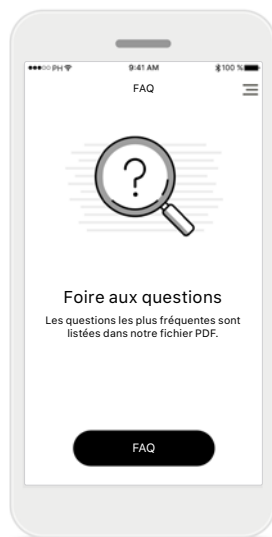 PH 9:41 AM 100 %
FAQ
?
Foire aux questions
Les questions les plus fréquentes sont
listées dans notre fichier PDF.
FAQ